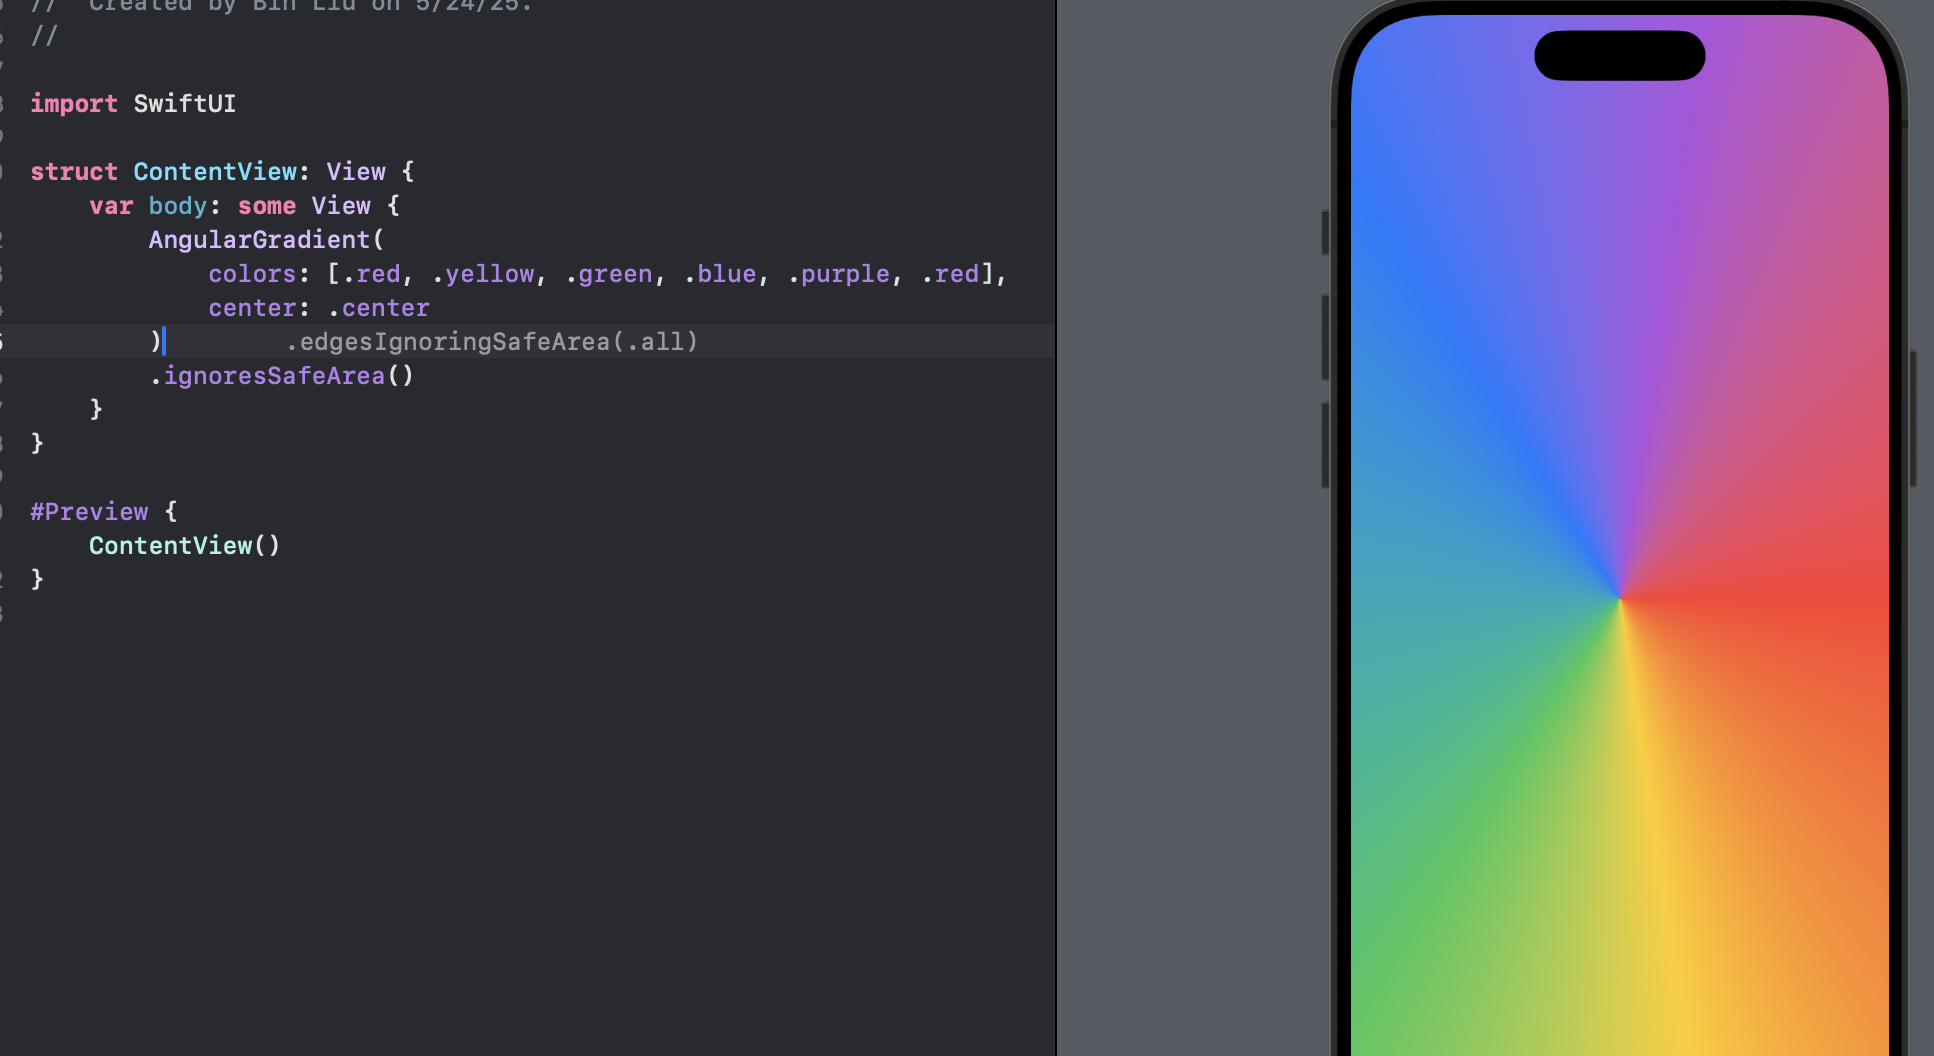 //  Created by Bin Liu on 5/24/25.
//
import SwiftUI
struct ContentView: View {
    var body: some View {
        AngularGradient(
            colors: [.red, .yellow, .green, .blue, .purple, .red],
            center: .center
        )        .edgesIgnoringSafeArea(.all)
        .ignoresSafeArea()
    }
}
#Preview {
    ContentView()
}